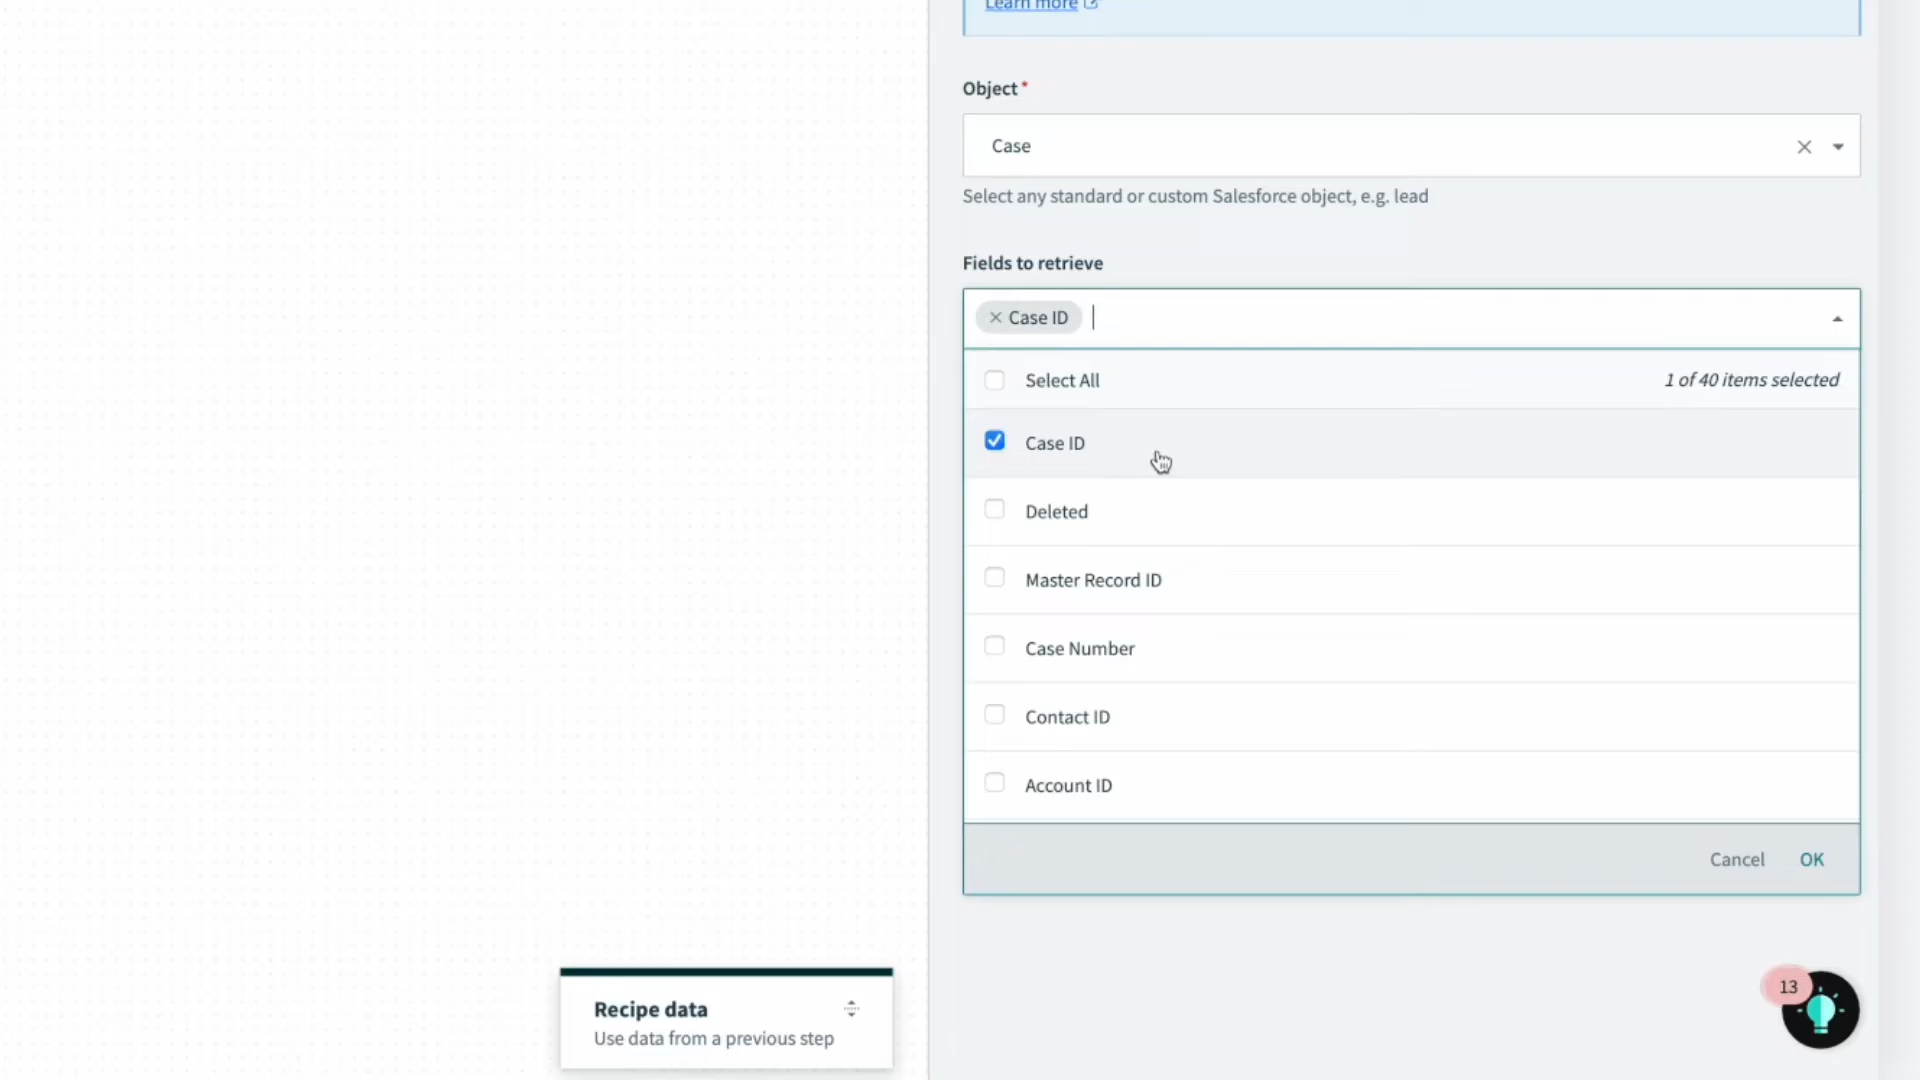 Learn more
Object *
Case
Select any standard or custom Salesforce object, e.g. lead
Fields to retrieve
Case ID
Select All
1 of 40 items selected
Case ID
Deleted
Master Record ID
Case Number
Contact ID
Account ID
Cancel
OK
Recipe data
Use data from a previous step
13